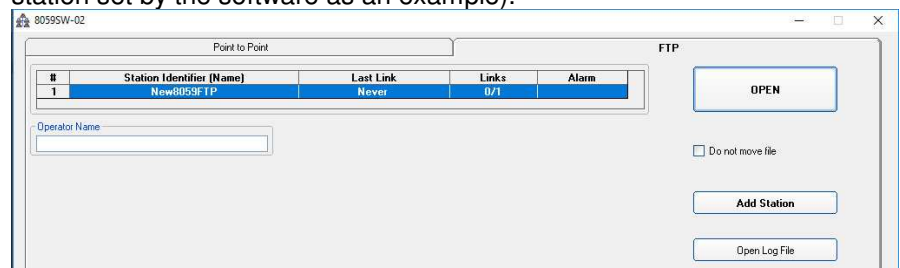 station set by the software as an example).
8059SW-02
Point to Point
FTP
# Station Identifier (Name) Last Link Links Alarm
1 New8059FTP Never 0/1
OPEN
Operator Name
Do not move file
Add Station
Open Log File